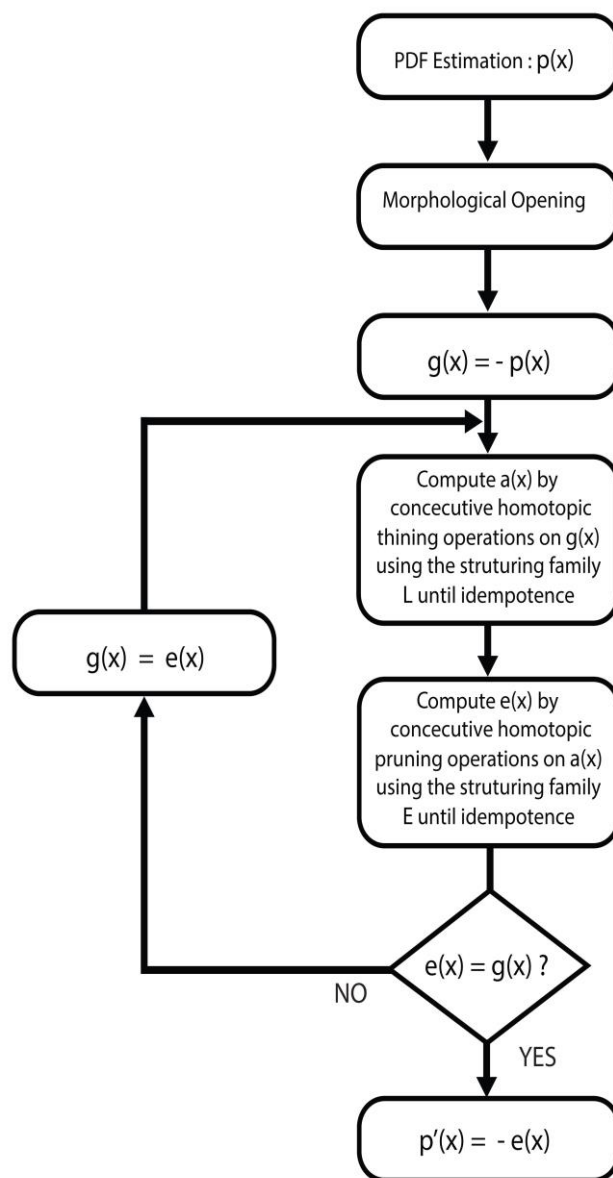 PDF Estimation : p(x)
Morphological Opening
g(x) = - p(x)
Compute a(x) by
concecutive homotopic
thining operations on g(x)
using the struturing family
L until idempotence
g(x) = e(x)
Compute e(x) by
concecutive homotopic
pruning operations on a(x)
using the struturing family
E until idempotence
e(x) = g(x) ?
NO
YES
p'(x) = - e(x)